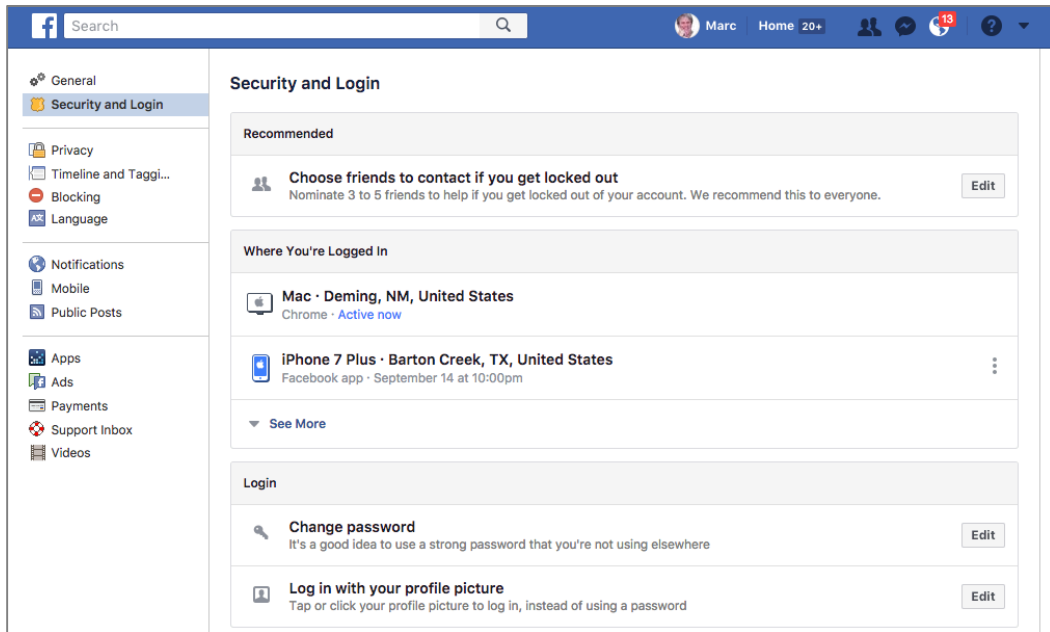 f Search Marc Home 20+ 13 ?
General
Security and Login
Privacy
Timeline and Taggi...
Blocking
Language
Notifications
Mobile
Public Posts
Apps
Ads
Payments
Support Inbox
Videos
Security and Login
Recommended
Choose friends to contact if you get locked out
Nominate 3 to 5 friends to help if you get locked out of your account. We recommend this to everyone.
Edit
Where You're Logged In
Mac · Deming, NM, United States
Chrome · Active now
iPhone 7 Plus · Barton Creek, TX, United States
Facebook app · September 14 at 10:00pm
See More
Login
Change password
It's a good idea to use a strong password that you're not using elsewhere
Edit
Log in with your profile picture
Tap or click your profile picture to log in, instead of using a password
Edit